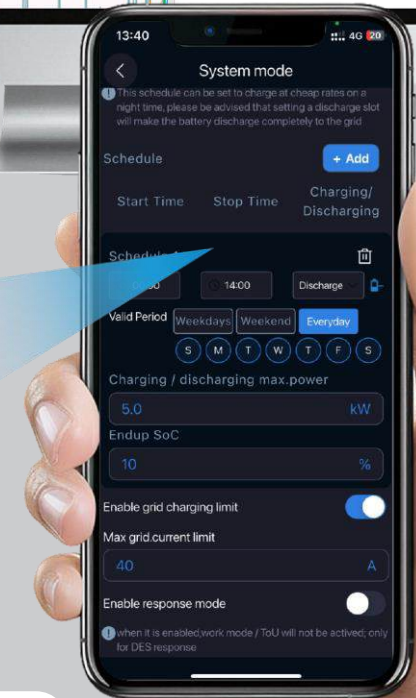 13:40
4G 20
System mode
This schedule can be set to charge at cheap rates on a
night time, please be advised that setting a discharge slot
will make the battery discharge completely to the grid
Schedule
+ Add
Start Time
Stop Time
Charging/
Discharging
Schedule
14:00
Discharge
Valid Period
Weekdays
Weekend
Everyday
S M T W T F S
Charging / discharging max.power
5.0 kW
Endup SoC
10 %
Enable grid charging limit
Max grid.current limit
40 A
Enable response mode
when it is enabled,work mode / ToU will not be actived; only
for DES response